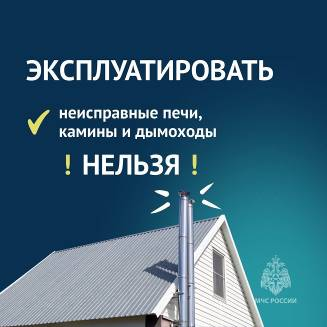 ЭКСПЛУАТИРОВАТЬ
неисправные печи,
камины и дымоходы
! НЕЛЬЗЯ !
МЧС РОССИИ